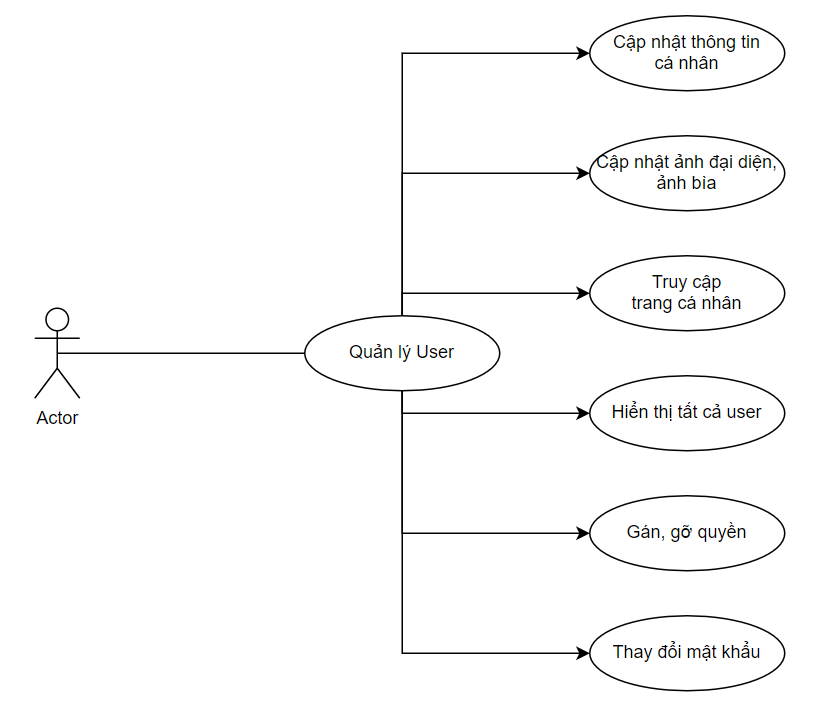 Cập nhật thông tin
cá nhân
Cập nhật ảnh đại diện,
ảnh bìa
Truy cập
trang cá nhân
Quản lý User
Hiển thị tất cả user
Actor
Gán, gỡ quyền
Thay đổi mật khẩu